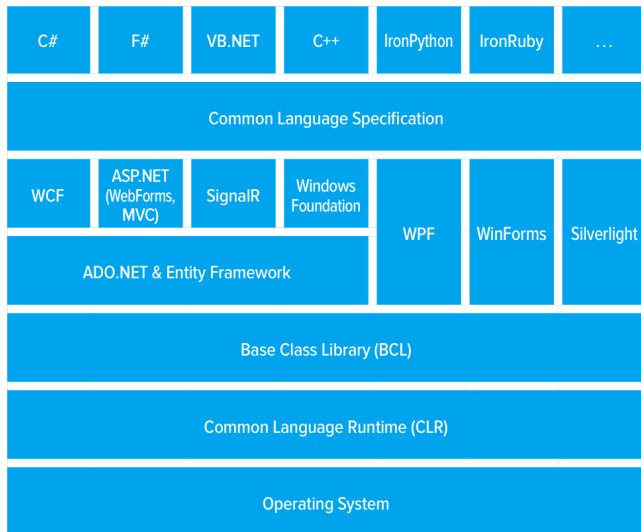 C#
F#
VB.NET
C++
IronPython
IronRuby
...
Common Language Specification
WCF
ASP.NET
(WebForms,
MVC)
SignalR
Windows
Foundation
WPF
WinForms
Silverlight
ADO.NET & Entity Framework
Base Class Library (BCL)
Common Language Runtime (CLR)
Operating System